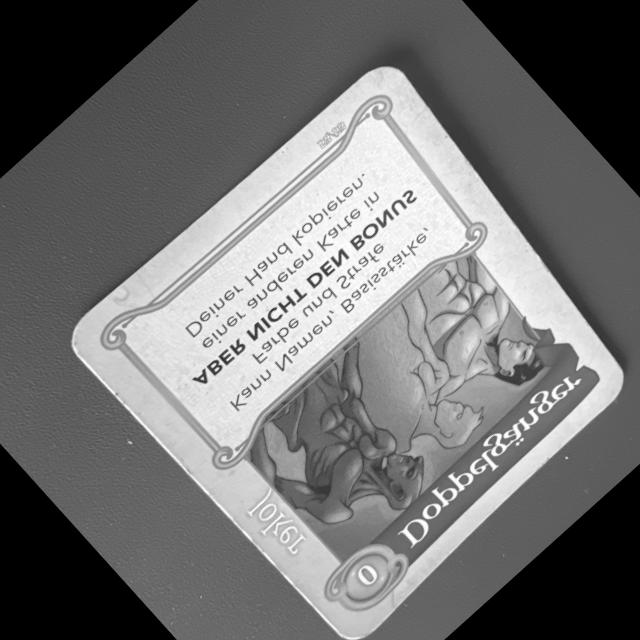 0
Doppelgänger
Joker
Kann Namen, Basisstärke,
Farbe und Strafe
ABER NICHT DEN BONUS
einer anderen Karte in
Deiner Hand kopieren.